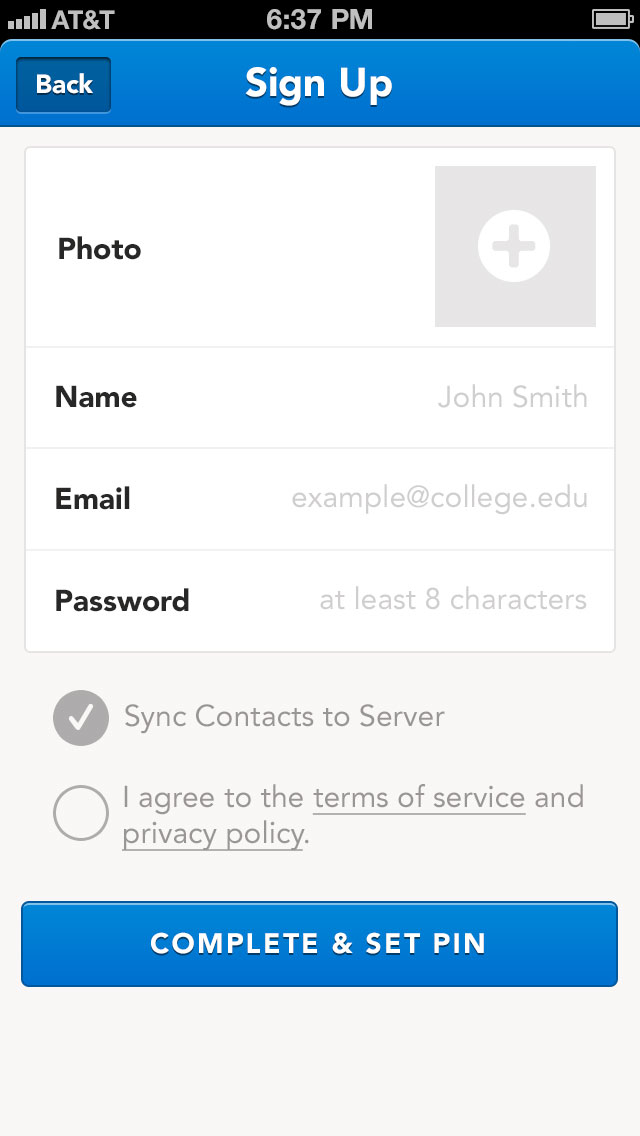 AT&T 6:37 PM
Back Sign Up
Photo
Name John Smith
Email example@college.edu
Password at least 8 characters
Sync Contacts to Server
I agree to the terms of service and
privacy policy.
COMPLETE & SET PIN